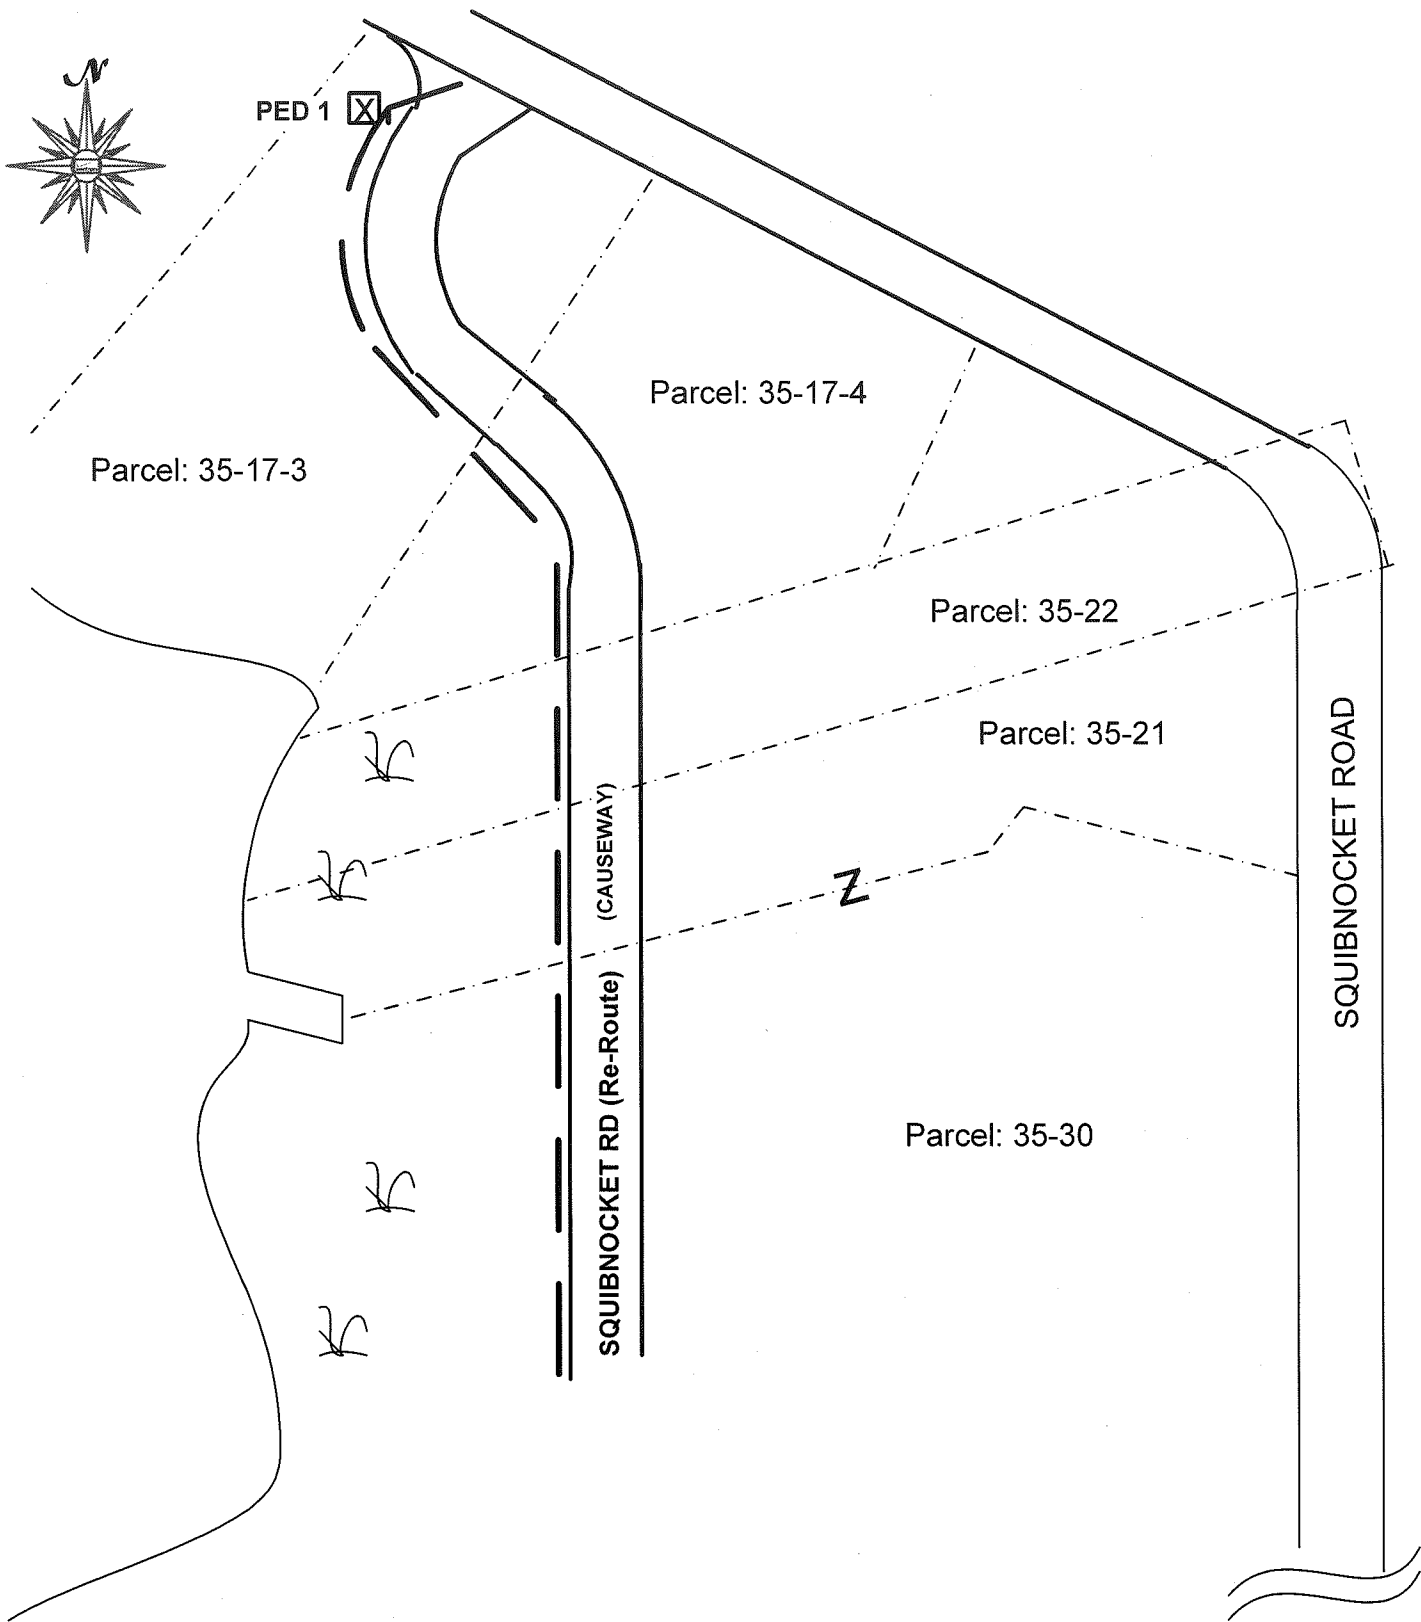 N
PED 1 X
Parcel: 35-17-4
Parcel: 35-17-3
Parcel: 35-22
Parcel: 35-21
Z
Parcel: 35-30
SQUIBNOCKET RD (Re-Route) (CAUSEWAY)
SQUIBNOCKET ROAD